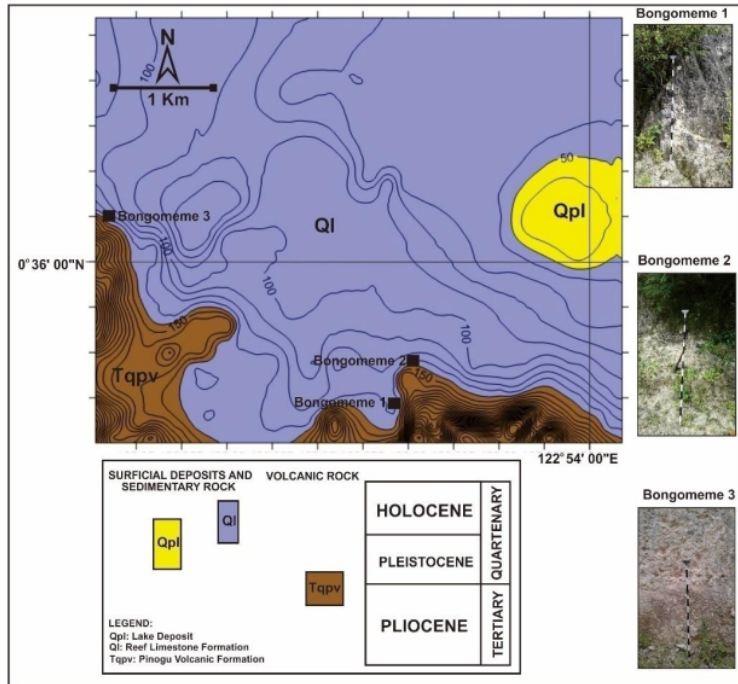 Bongomeme 1
N
1 Km
100
50
Bongomeme 3
Ql
Qpl
0° 36' 00"N
100
100
150
100
Bongomeme 2
Tqpv
150
Bongomeme 1
122° 54' 00"E
Bongomeme 2
Bongomeme 3
SURFICIAL DEPOSITS AND
SEDIMENTARY ROCK
VOLCANIC ROCK
Ql
Qpl
Tqpv
HOLOCENE
PLEISTOCENE
PLIOCENE
QUARTENARY
TERTIARY
LEGEND:
Qpl: Lake Deposit
Ql: Reef Limestone Formation
Tqpv: Pinogu Volcanic Formation